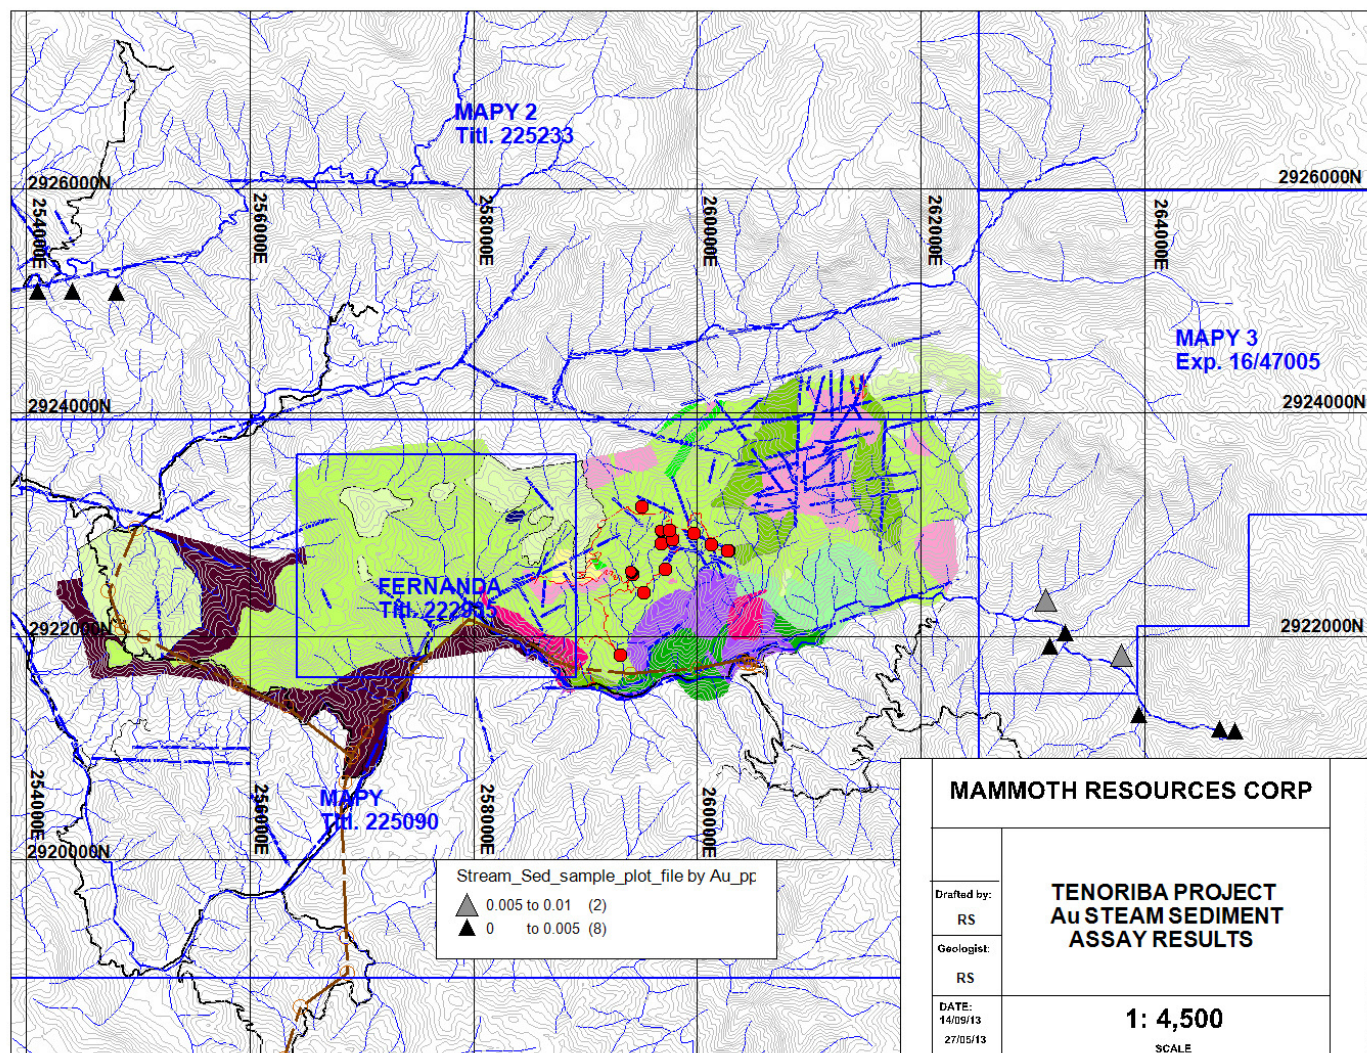 MAPY 2
Titl. 225233
2926000N
2926000N
254000E
256000E
258000E
260000E
262000E
264000E
MAPY 3
Exp. 16/47005
2924000N
2924000N
FERNANDA
2922000N
2922000N
MAPY
Titl. 225090
254000E
256000E
258000E
260000E
2920000N
Stream_Sed_sample_plot_file by Au_pp
0.005 to 0.01 (2)
0 to 0.005 (8)
MAMMOTH RESOURCES CORP
Drafted by:
RS
Geologist:
RS
DATE:
14/09/13
27/05/13
TENORIBA PROJECT
Au STEAM SEDIMENT
ASSAY RESULTS
1: 4,500
SCALE